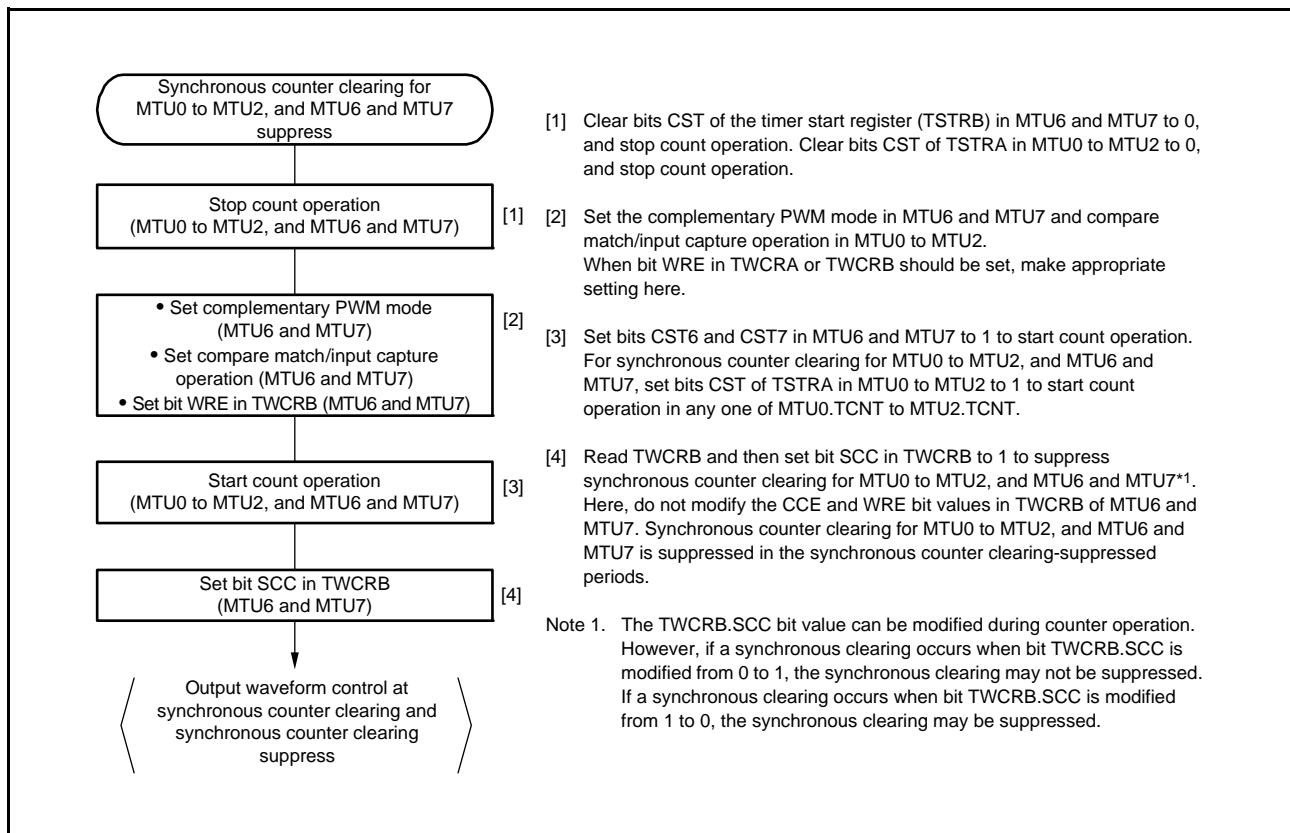 Synchronous counter clearing for
MTU0 to MTU2, and MTU6 and MTU7
suppress
Stop count operation
(MTU0 to MTU2, and MTU6 and MTU7)
[1]
• Set complementary PWM mode
(MTU6 and MTU7)
• Set compare match/input capture
operation (MTU6 and MTU7)
• Set bit WRE in TWCRB (MTU6 and MTU7)
[2]
Start count operation
(MTU0 to MTU2, and MTU6 and MTU7)
[3]
Set bit SCC in TWCRB
(MTU6 and MTU7)
[4]
Output waveform control at
synchronous counter clearing and
synchronous counter clearing
suppress
[1] Clear bits CST of the timer start register (TSTRB) in MTU6 and MTU7 to 0,
and stop count operation. Clear bits CST of TSTRA in MTU0 to MTU2 to 0,
and stop count operation.
[2] Set the complementary PWM mode in MTU6 and MTU7 and compare
match/input capture operation in MTU0 to MTU2.
When bit WRE in TWCRA or TWCRB should be set, make appropriate
setting here.
[3] Set bits CST6 and CST7 in MTU6 and MTU7 to 1 to start count operation.
For synchronous counter clearing for MTU0 to MTU2, and MTU6 and
MTU7, set bits CST of TSTRA in MTU0 to MTU2 to 1 to start count
operation in any one of MTU0.TCNT to MTU2.TCNT.
[4] Read TWCRB and then set bit SCC in TWCRB to 1 to suppress
synchronous counter clearing for MTU0 to MTU2, and MTU6 and MTU7*1.
Here, do not modify the CCE and WRE bit values in TWCRB of MTU6 and
MTU7. Synchronous counter clearing for MTU0 to MTU2, and MTU6 and
MTU7 is suppressed in the synchronous counter clearing-suppressed
periods.
Note 1. The TWCRB.SCC bit value can be modified during counter operation.
However, if a synchronous clearing occurs when bit TWCRB.SCC is
modified from 0 to 1, the synchronous clearing may not be suppressed.
If a synchronous clearing occurs when bit TWCRB.SCC is modified
from 1 to 0, the synchronous clearing may be suppressed.